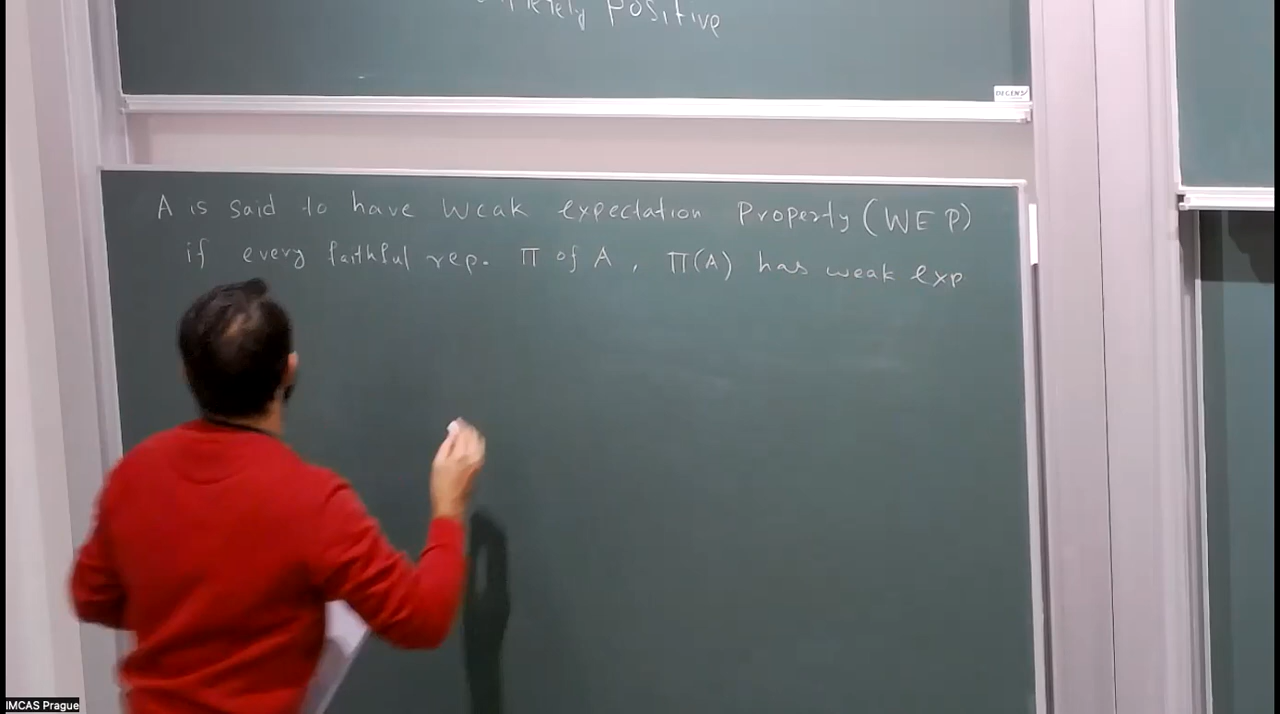 Positive
A is said to have weak expectation Property (WEP)
if every faithful rep. π of A, π(A) has weak exp
IMCAS Prague